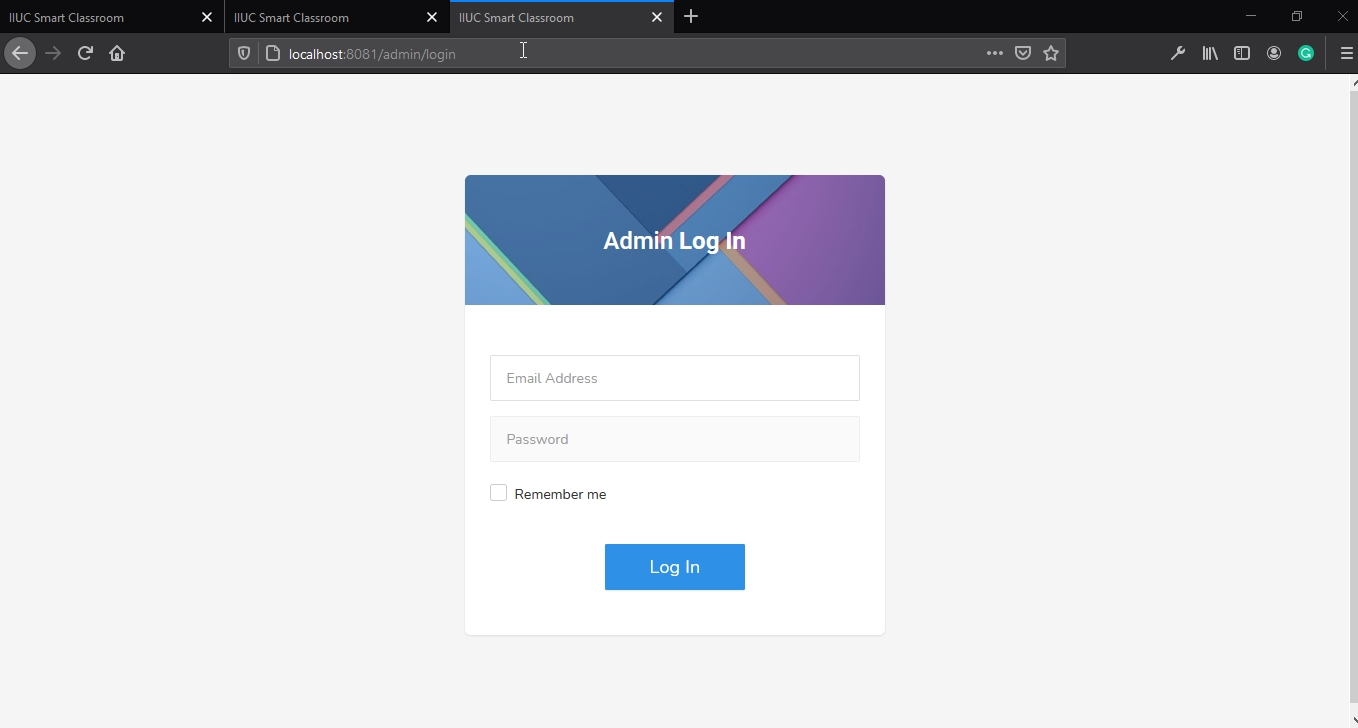 IIUC Smart Classroom
IIUC Smart Classroom
IIUC Smart Classroom
localhost:8081/admin/login
G
Admin Log In
Email Address
Password
Remember me
Log In